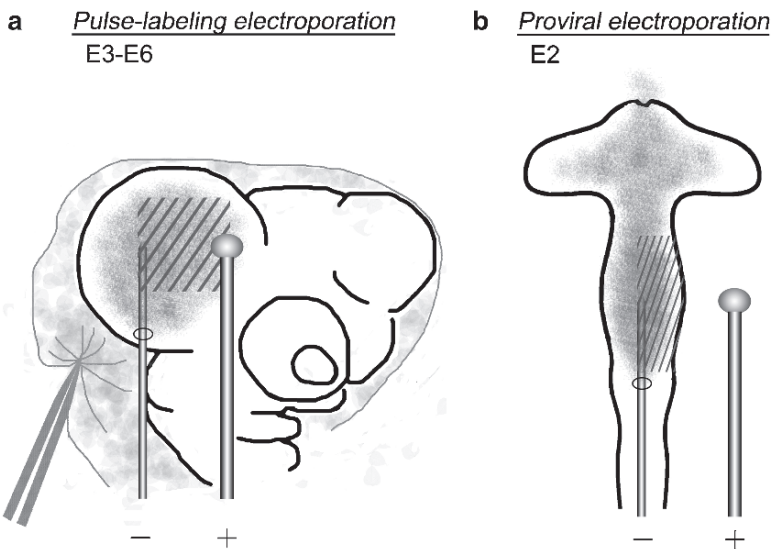 a Pulse-labeling electroporation
E3-E6
− +
b Proviral electroporation
E2
− +